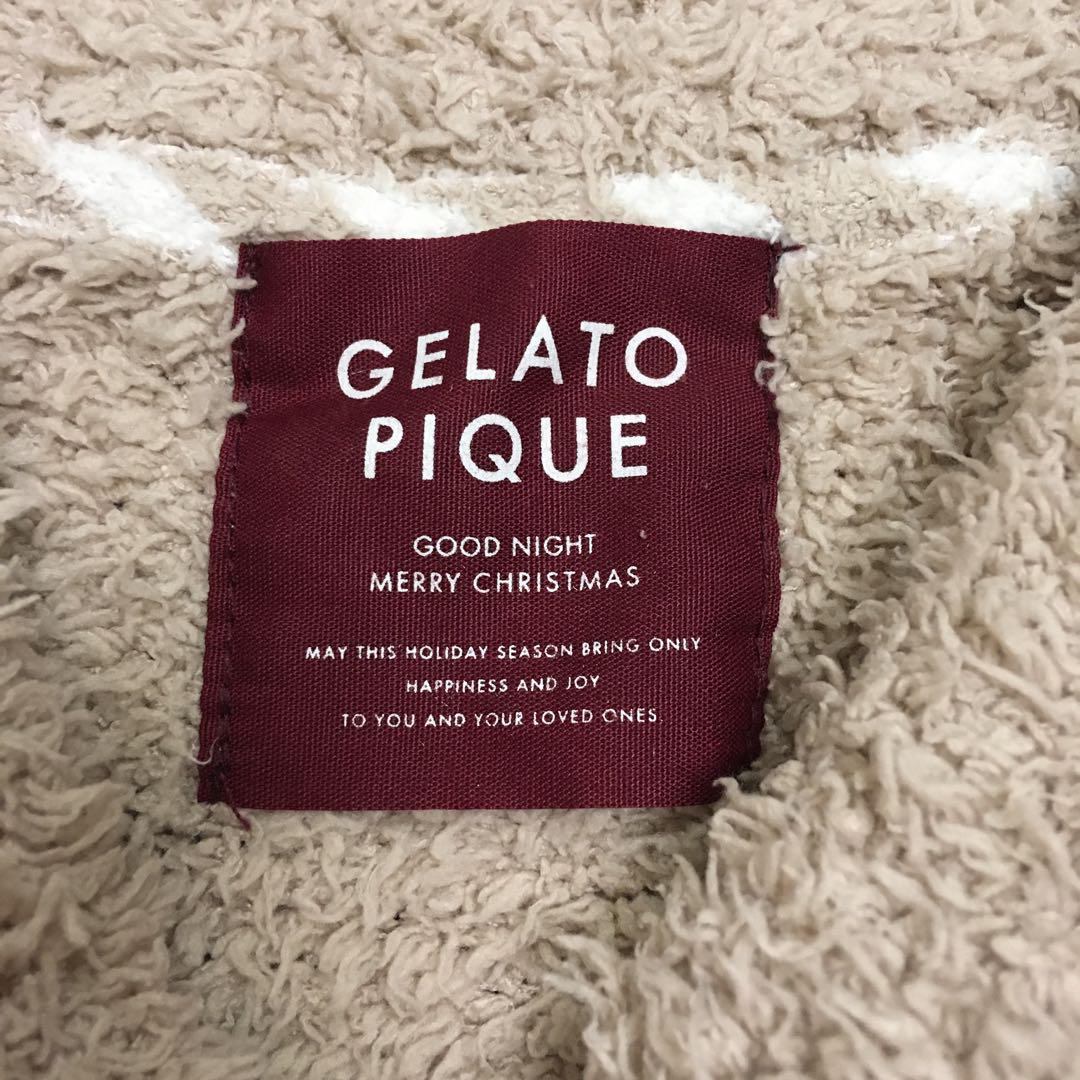 GELATO
PIQUE
GOOD NIGHT
MERRY CHRISTMAS
MAY THIS HOLIDAY SEASON BRING ONLY
HAPPINESS AND JOY
TO YOU AND YOUR LOVED ONES.